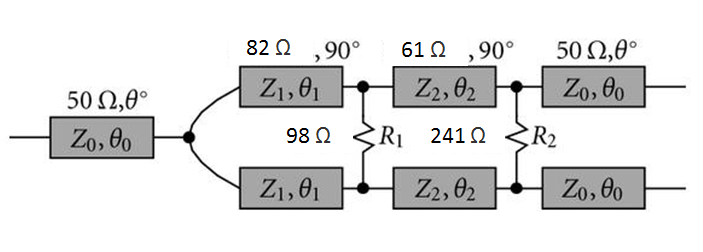 82 Ω , 90° 61 Ω , 90° 50 Ω,θ°
Z₁, θ₁ Z₂, θ₂ Z₀, θ₀
50 Ω,θ°
Z₀, θ₀ 98 Ω R₁ 241 Ω R₂
Z₁, θ₁ Z₂, θ₂ Z₀, θ₀